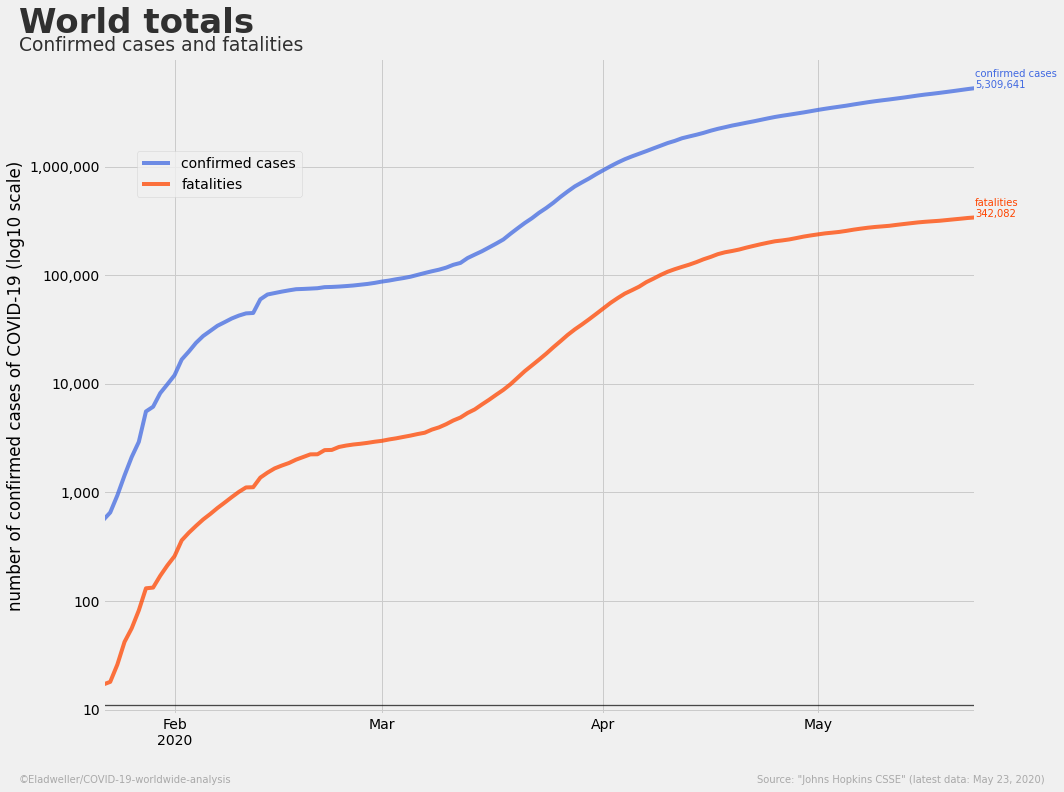 World totals
Confirmed cases and fatalities
confirmed cases
5,309,641
confirmed cases
fatalities
1,000,000
fatalities
342,082
100,000
10,000
1,000
100
10
number of confirmed cases of COVID-19 (log10 scale)
Feb
2020
Mar
Apr
May
©Eladweller/COVID-19-worldwide-analysis
Source: "Johns Hopkins CSSE" (latest data: May 23, 2020)